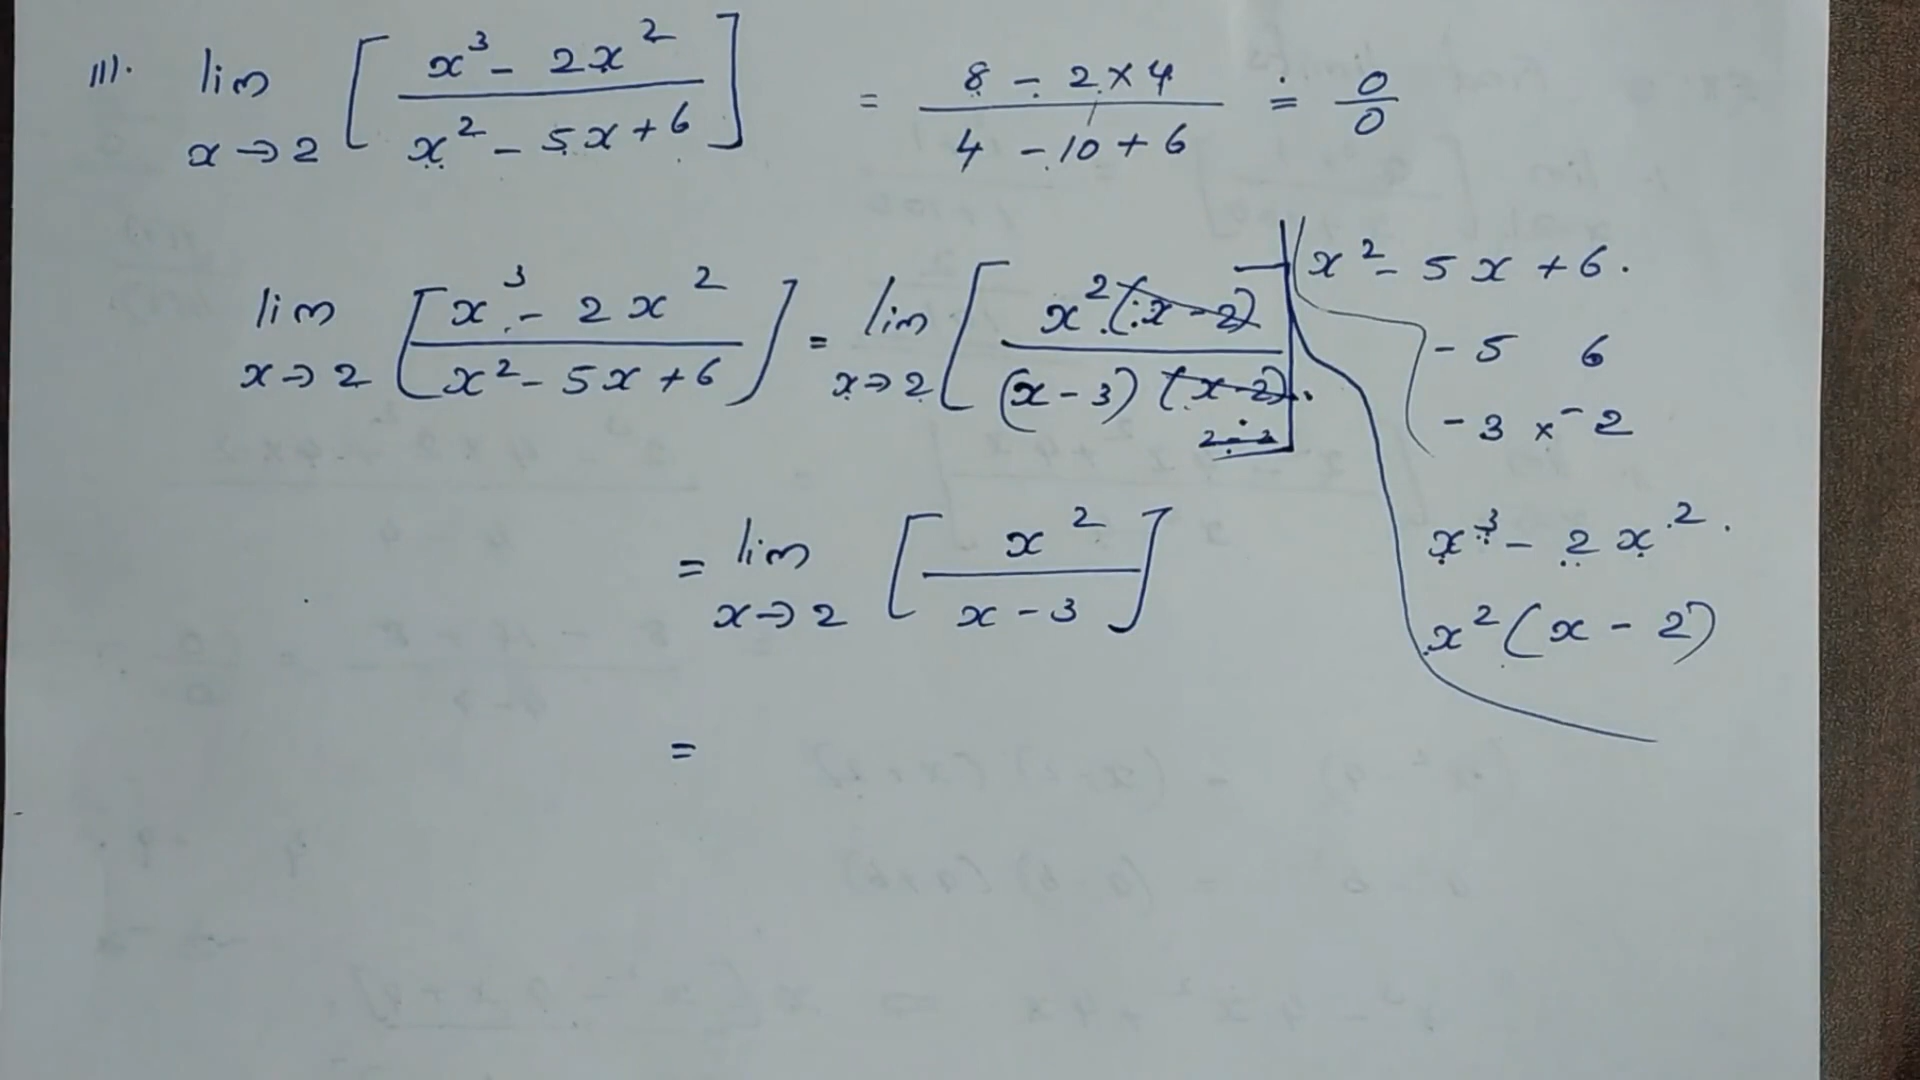 III). lim x→2 [ (x³ - 2x²) / (x² - 5x + 6) ] = (8 - 2×4) / (4 - 10 + 6) = 0/0
lim x→2 [ (x³ - 2x²) / (x² - 5x + 6) ] = lim x→2 [ x²(x - 2) / (x - 3)(x - 2)
= lim x→2 [ x² / (x - 3) ]
=
x² - 5x + 6.
-5 6
-3 × -2
x³ - 2x².
x²(x - 2)